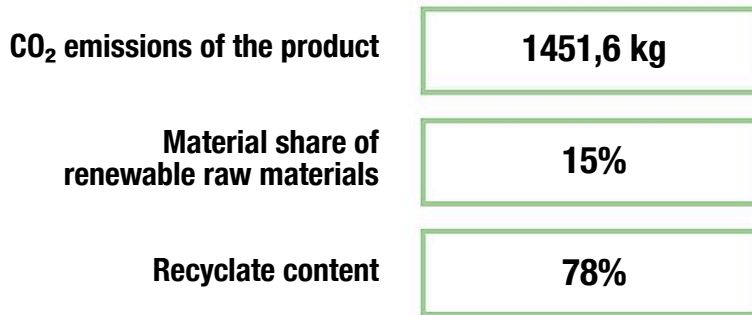 CO₂ emissions of the product
1451,6 kg
Material share of
renewable raw materials
15%
Recyclate content
78%